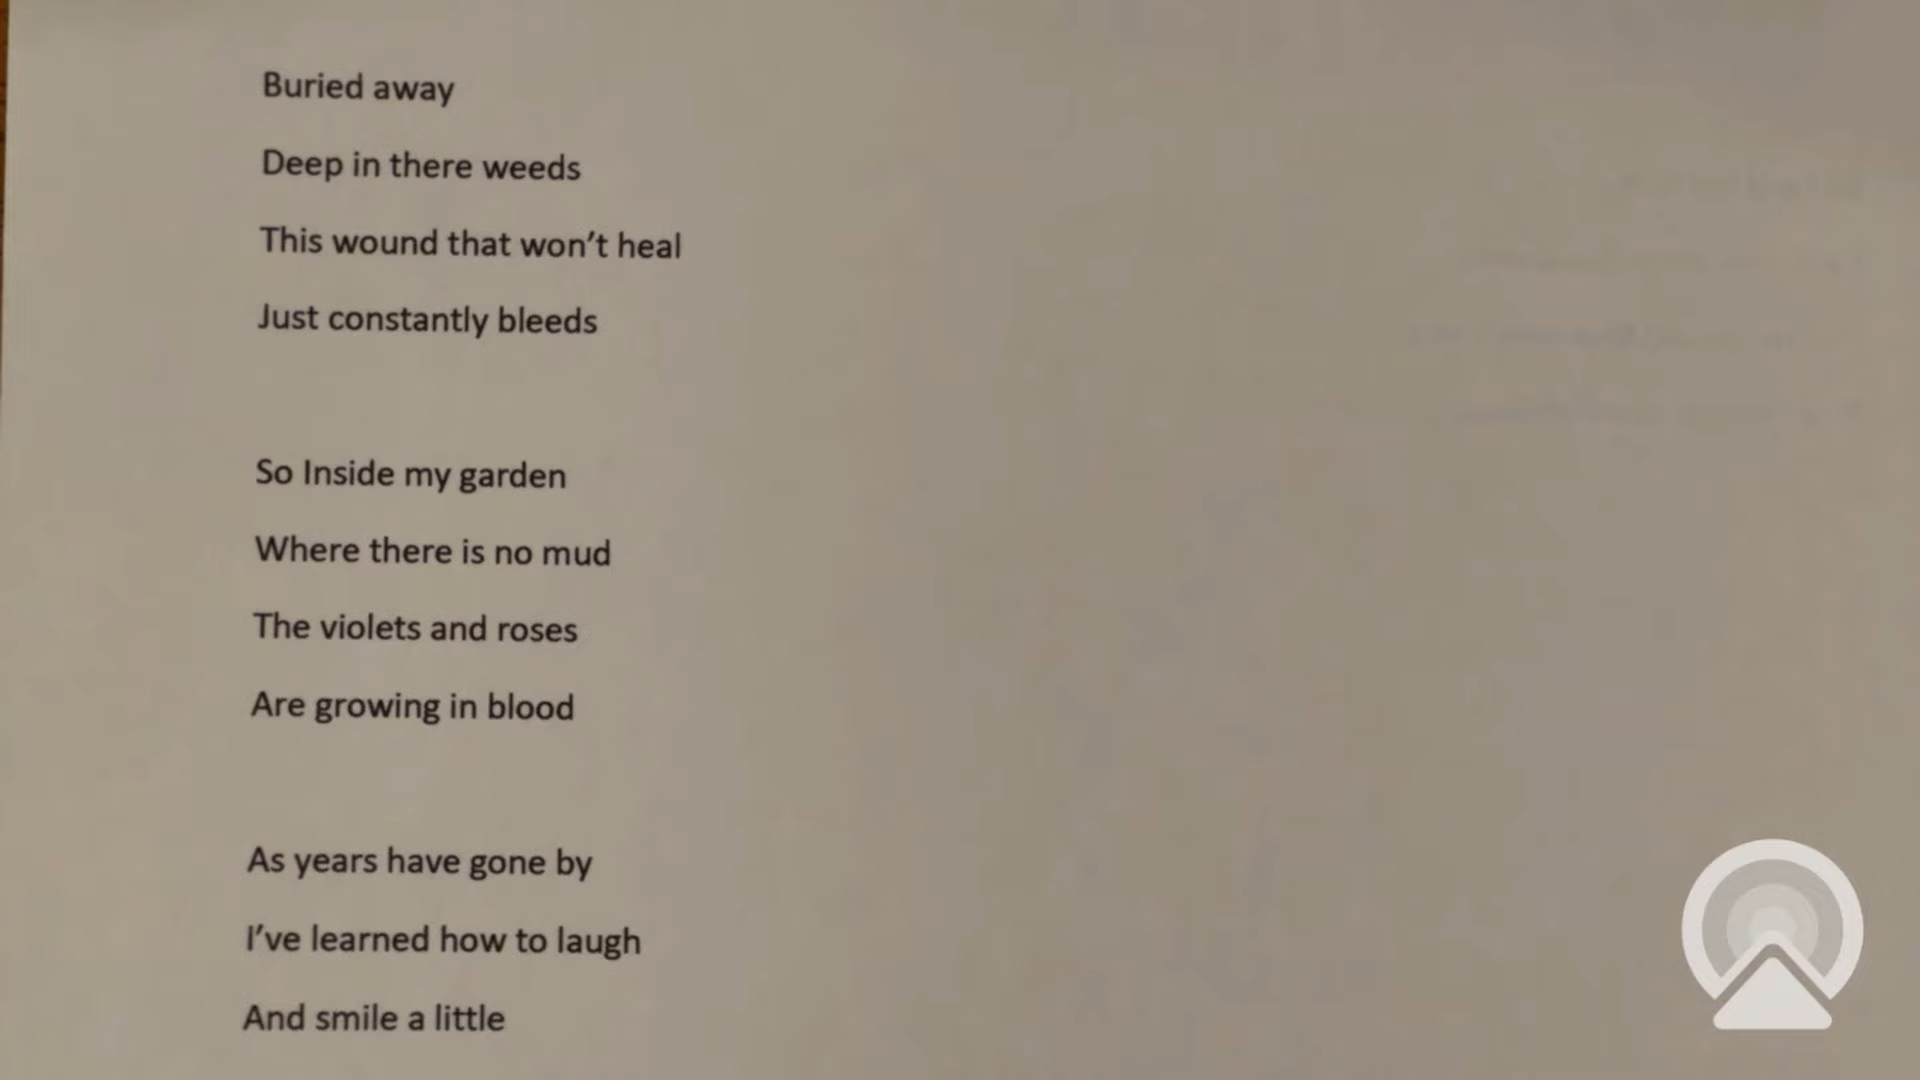 Buried away
Deep in there weeds
This wound that won't heal
Just constantly bleeds
So Inside my garden
Where there is no mud
The violets and roses
Are growing in blood
As years have gone by
I've learned how to laugh
And smile a little